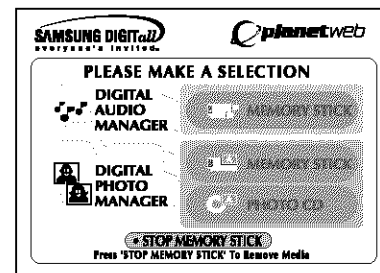 SAMSUNG DIGITall
everyone's invited.
planetweb
PLEASE MAKE A SELECTION
DIGITAL
AUDIO
MANAGER
MEMORY STICK
DIGITAL
PHOTO
MANAGER
MEMORY STICK
PHOTO CD
• STOP MEMORY STICK
Press 'STOP MEMORY STICK' To Remove Media